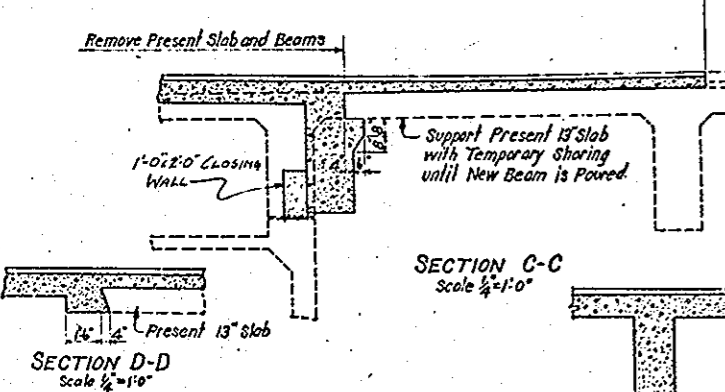 Remove Present Slab and Beams
1'-0"x2'-0" CLOSING
WALL
Support Present 13" Slab
with Temporary Shoring
until New Beam is Poured.
SECTION C-C
Scale ¼"=1'-0"
4"
Present 13" Slab
SECTION D-D
Scale ¼"=1'-0"